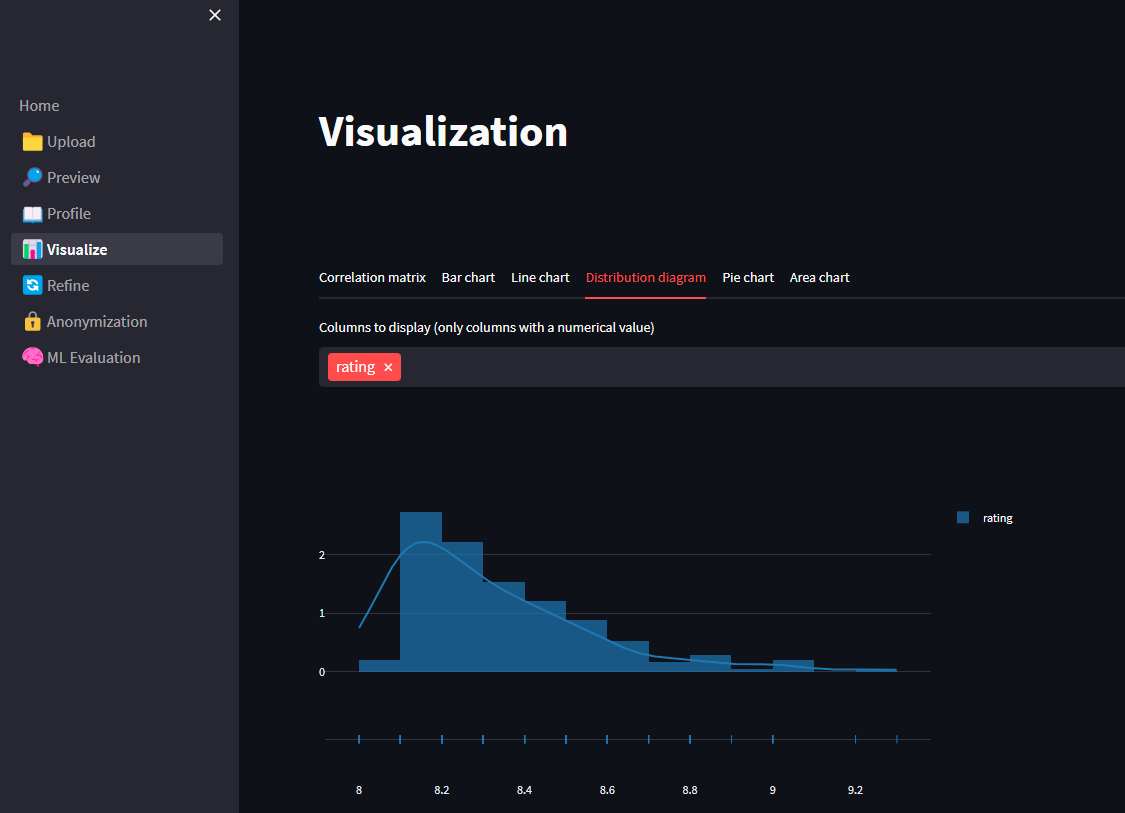 Home
Upload
Preview
Profile
Visualize
Refine
Anonymization
ML Evaluation
Visualization
Correlation matrix Bar chart Line chart Distribution diagram Pie chart Area chart
Columns to display (only columns with a numerical value)
rating ×
rating
2
1
0
8 8.2 8.4 8.6 8.8 9 9.2